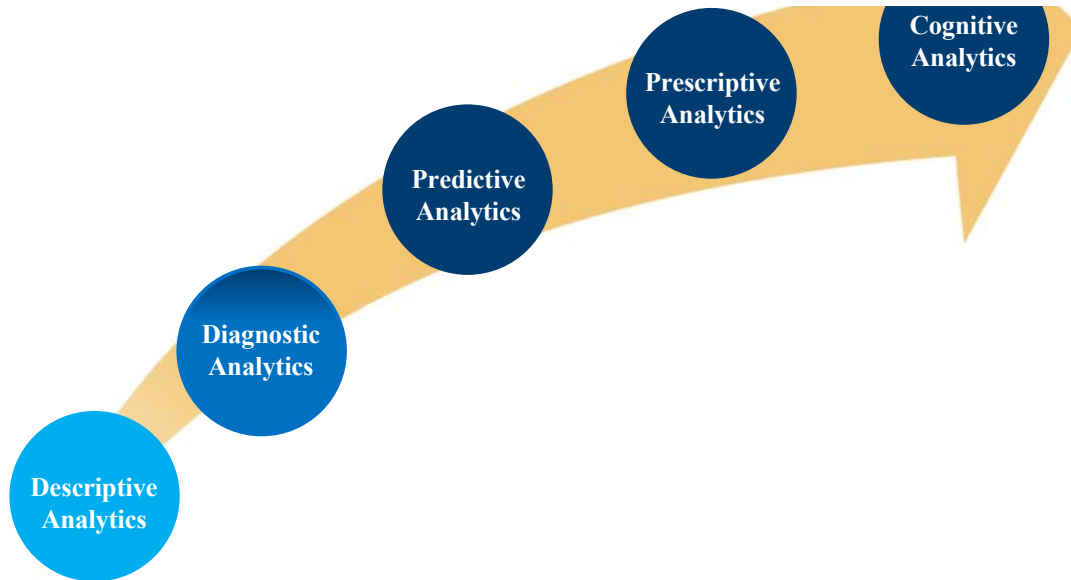 Cognitive
Analytics
Prescriptive
Analytics
Predictive
Analytics
Diagnostic
Analytics
Descriptive
Analytics